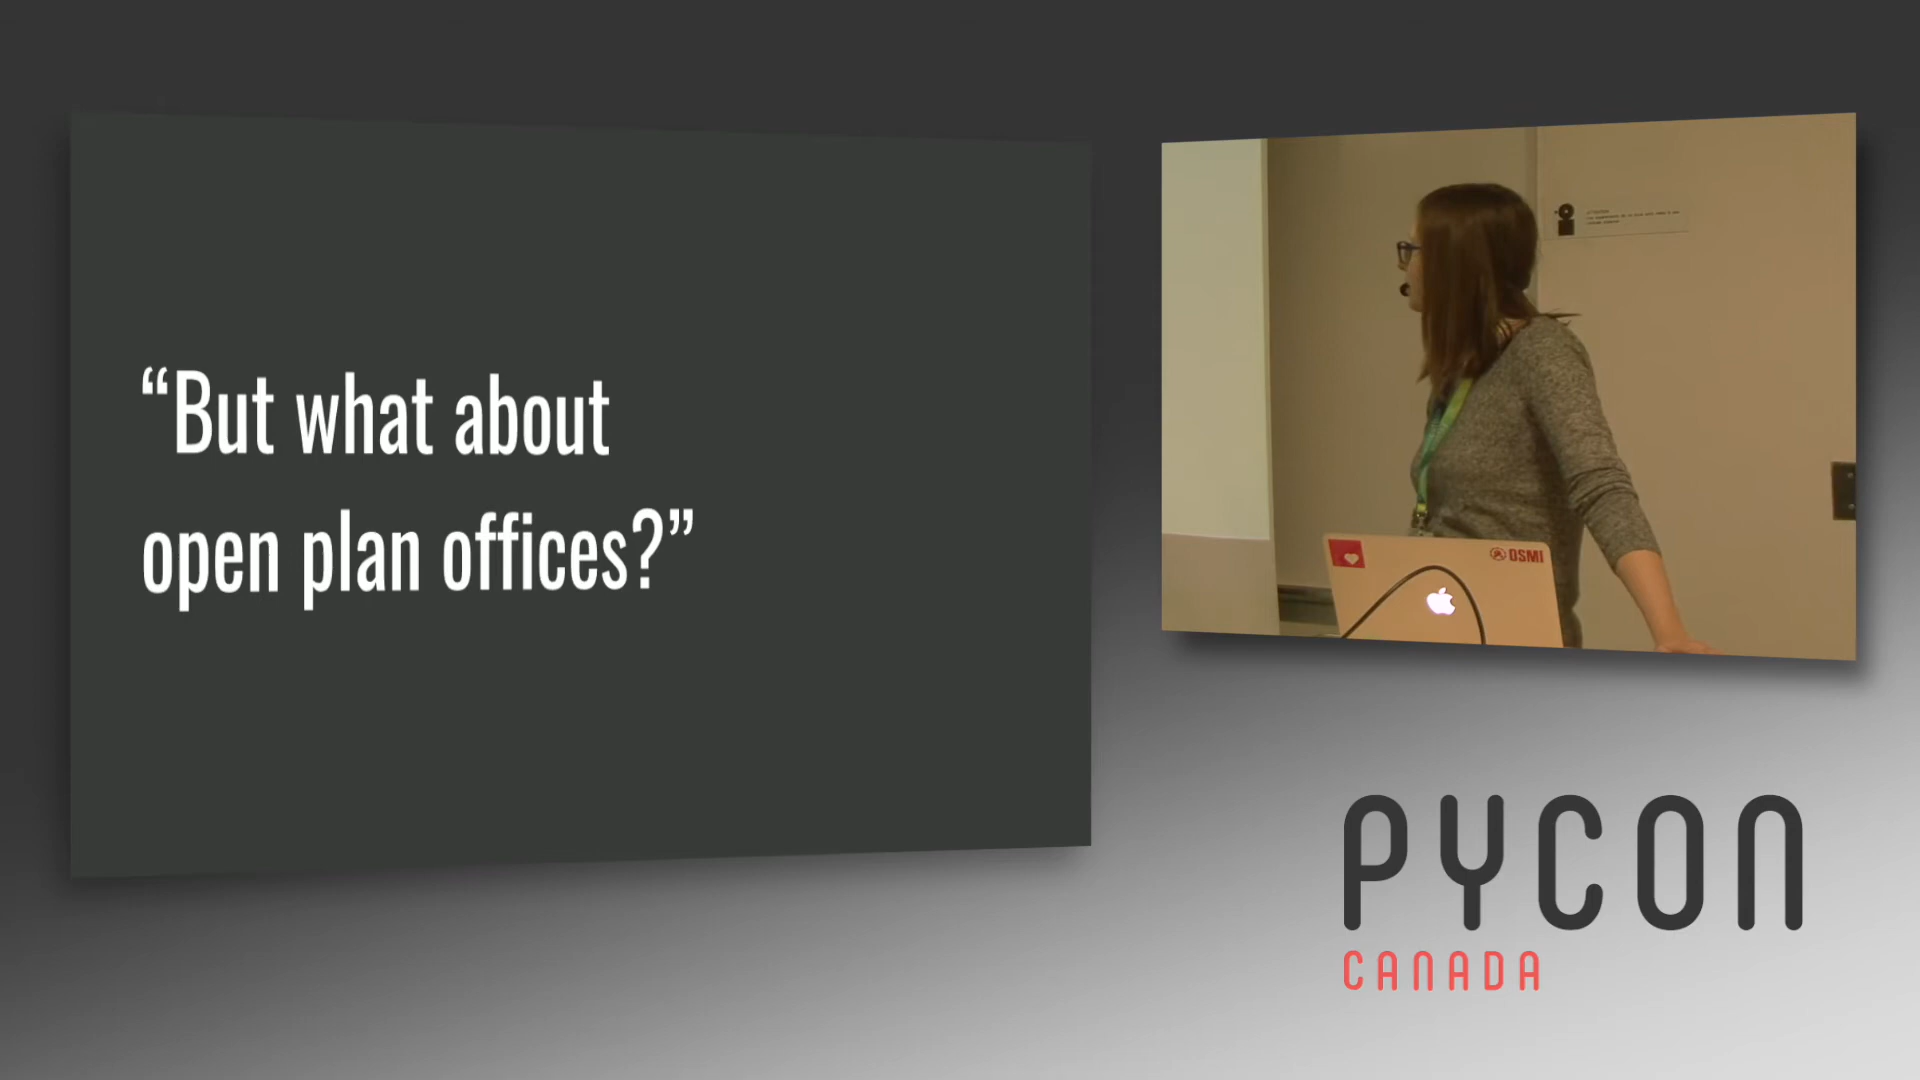 “But what about
open plan offices?”
OSMI
PYCON
CANADA